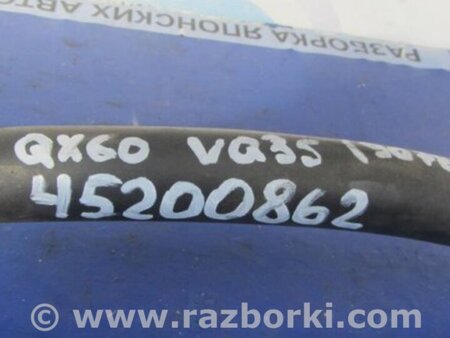 РАЗБОРКА ЯПОНСКИХ АВТО
QX60 VQ35
45200862
© www.razborki.com